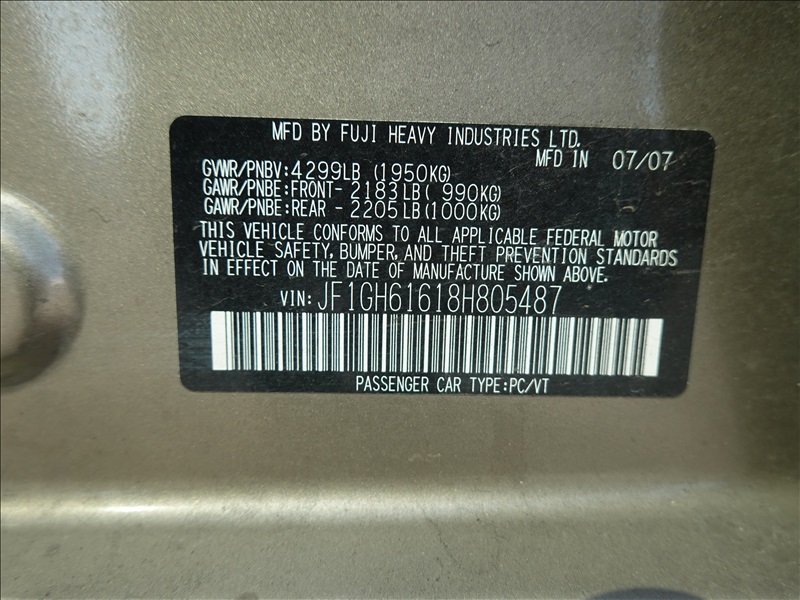 MFD BY FUJI HEAVY INDUSTRIES LTD.
MFD IN 07/07
GVWR/PNBV:4299LB (1950KG)
GAWR/PNBE:FRONT- 2183LB( 990KG)
GAWR/PNBE:REAR - 2205LB(1000KG)
THIS VEHICLE CONFORMS TO ALL APPLICABLE FEDERAL MOTOR
VEHICLE SAFETY, BUMPER, AND THEFT PREVENTION STANDARDS
IN EFFECT ON THE DATE OF MANUFACTURE SHOWN ABOVE.
VIN: JF1GH61618H805487
PASSENGER CAR TYPE:PC/VT